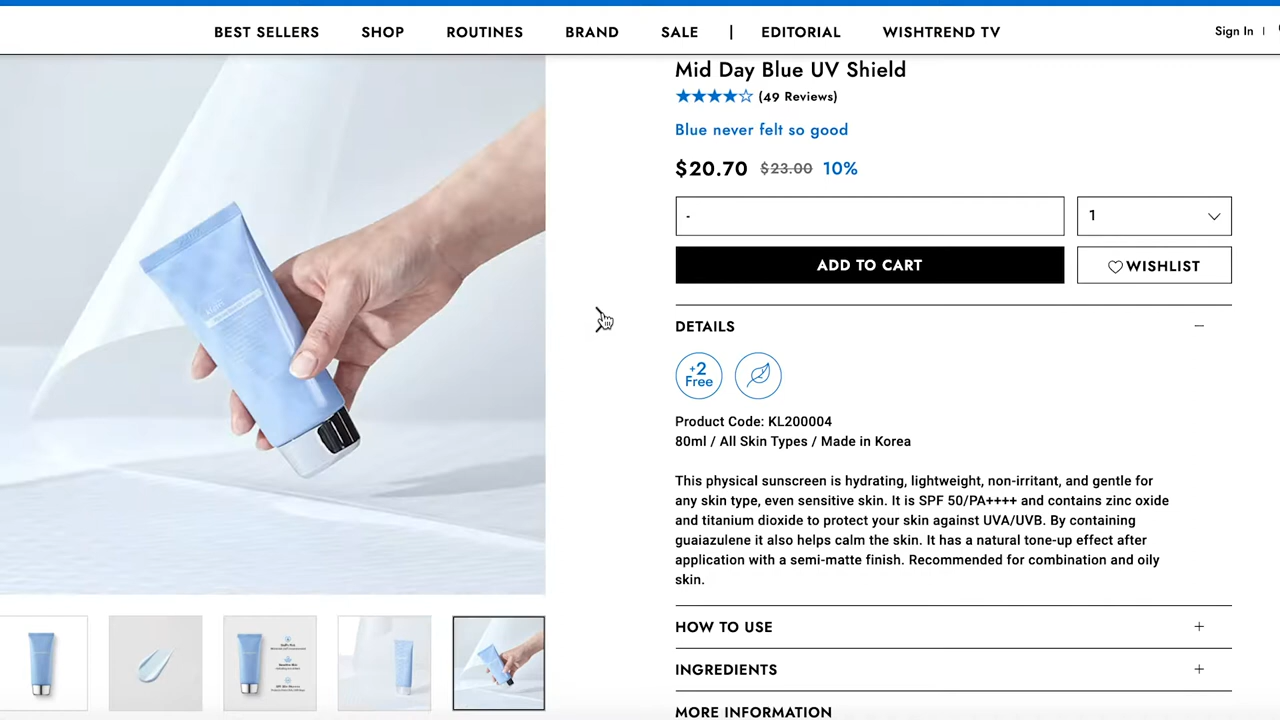 BEST SELLERS SHOP ROUTINES BRAND SALE | EDITORIAL WISHTREND TV Sign In |
Mid Day Blue UV Shield
(49 Reviews)
Blue never felt so good
$20.70 $23.00 10%
- 1
ADD TO CART WISHLIST
DETAILS
+2
Free
Product Code: KL200004
80ml / All Skin Types / Made in Korea
This physical sunscreen is hydrating, lightweight, non-irritant, and gentle for
any skin type, even sensitive skin. It is SPF 50/PA++++ and contains zinc oxide
and titanium dioxide to protect your skin against UVA/UVB. By containing
guaiazulene it also helps calm the skin. It has a natural tone-up effect after
application with a semi-matte finish. Recommended for combination and oily
skin.
HOW TO USE
INGREDIENTS
MORE INFORMATION